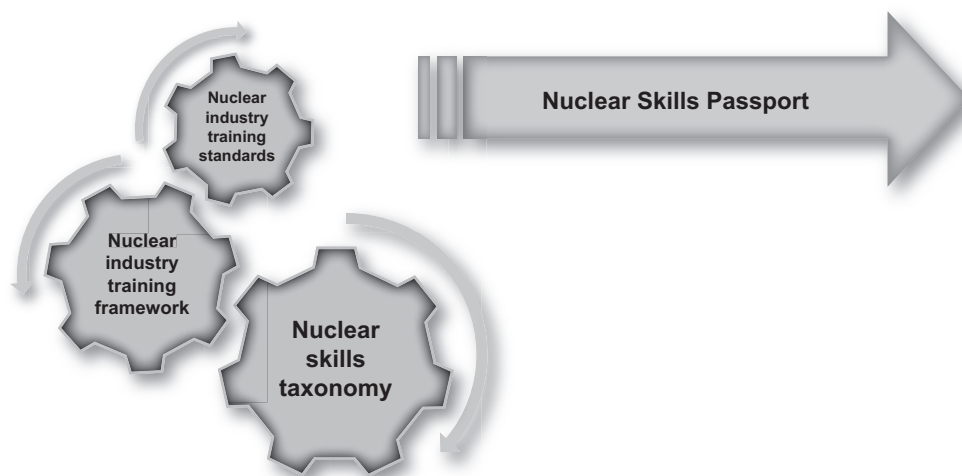 Nuclear
industry
training
standards
Nuclear Skills Passport
Nuclear
industry
training
framework
Nuclear
skills
taxonomy